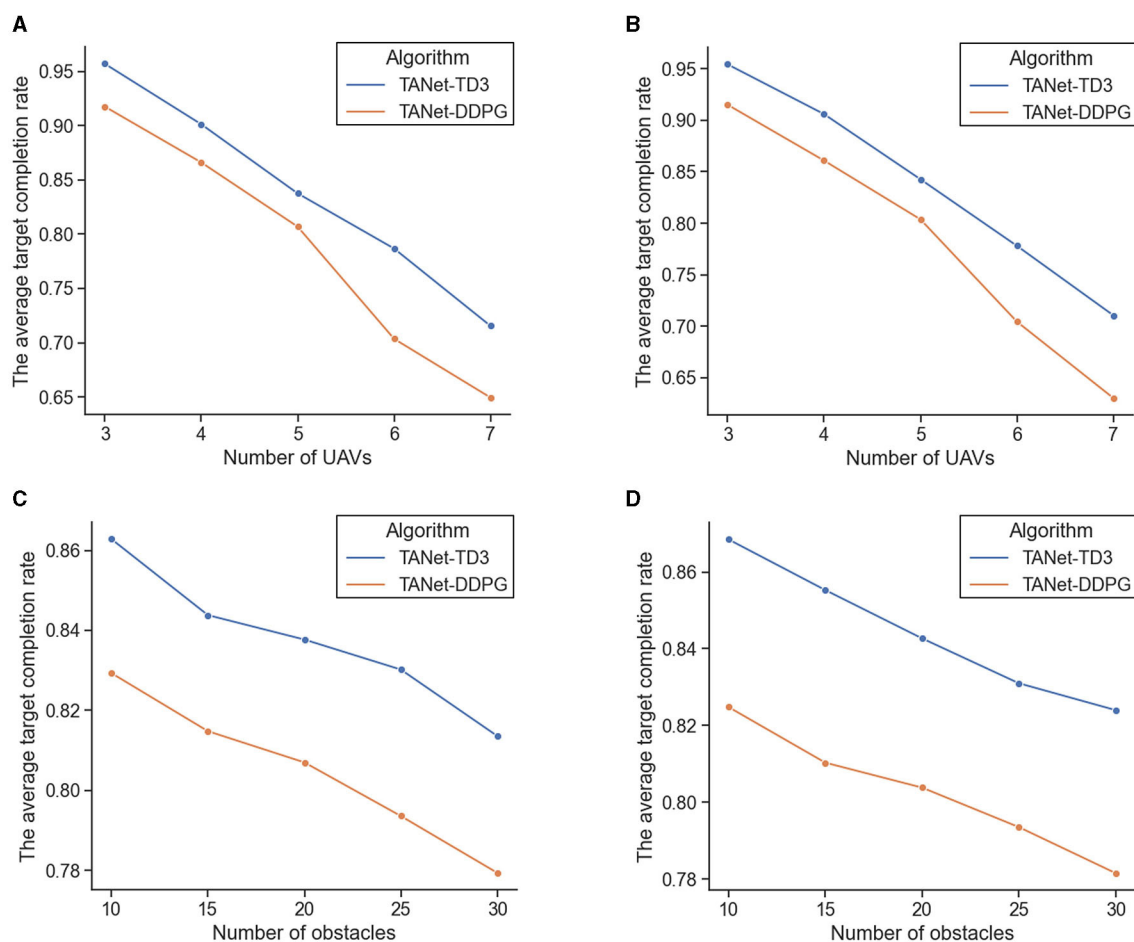 A
Algorithm
TANet-TD3
TANet-DDPG
The average target completion rate
0.95
0.90
0.85
0.80
0.75
0.70
0.65
3 4 5 6 7
Number of UAVs
B
Algorithm
TANet-TD3
TANet-DDPG
The average target completion rate
0.95
0.90
0.85
0.80
0.75
0.70
0.65
3 4 5 6 7
Number of UAVs
C
Algorithm
TANet-TD3
TANet-DDPG
The average target completion rate
0.86
0.84
0.82
0.80
0.78
10 15 20 25 30
Number of obstacles
D
Algorithm
TANet-TD3
TANet-DDPG
The average target completion rate
0.86
0.84
0.82
0.80
0.78
10 15 20 25 30
Number of obstacles